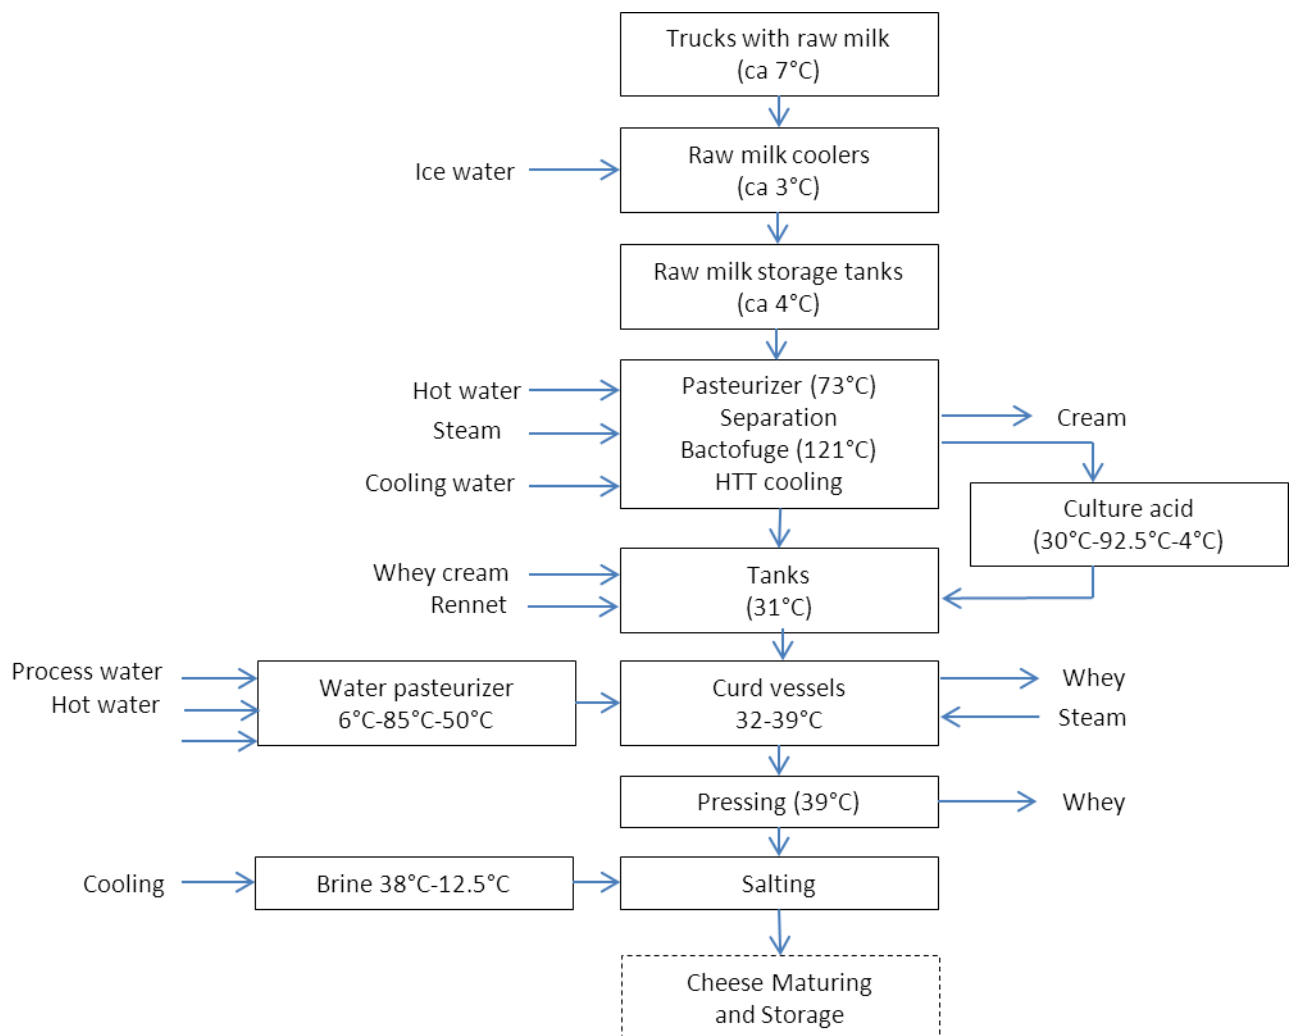 Trucks with raw milk
(ca 7°C)
Ice water
Raw milk coolers
(ca 3°C)
Raw milk storage tanks
(ca 4°C)
Hot water
Steam
Cooling water
Pasteurizer (73°C)
Separation
Bactofuge (121°C)
HTT cooling
Cream
Culture acid
(30°C-92.5°C-4°C)
Whey cream
Rennet
Tanks
(31°C)
Process water
Hot water
Water pasteurizer
6°C-85°C-50°C
Curd vessels
32-39°C
Whey
Steam
Pressing (39°C)
Whey
Cooling
Brine 38°C-12.5°C
Salting
Cheese Maturing
and Storage